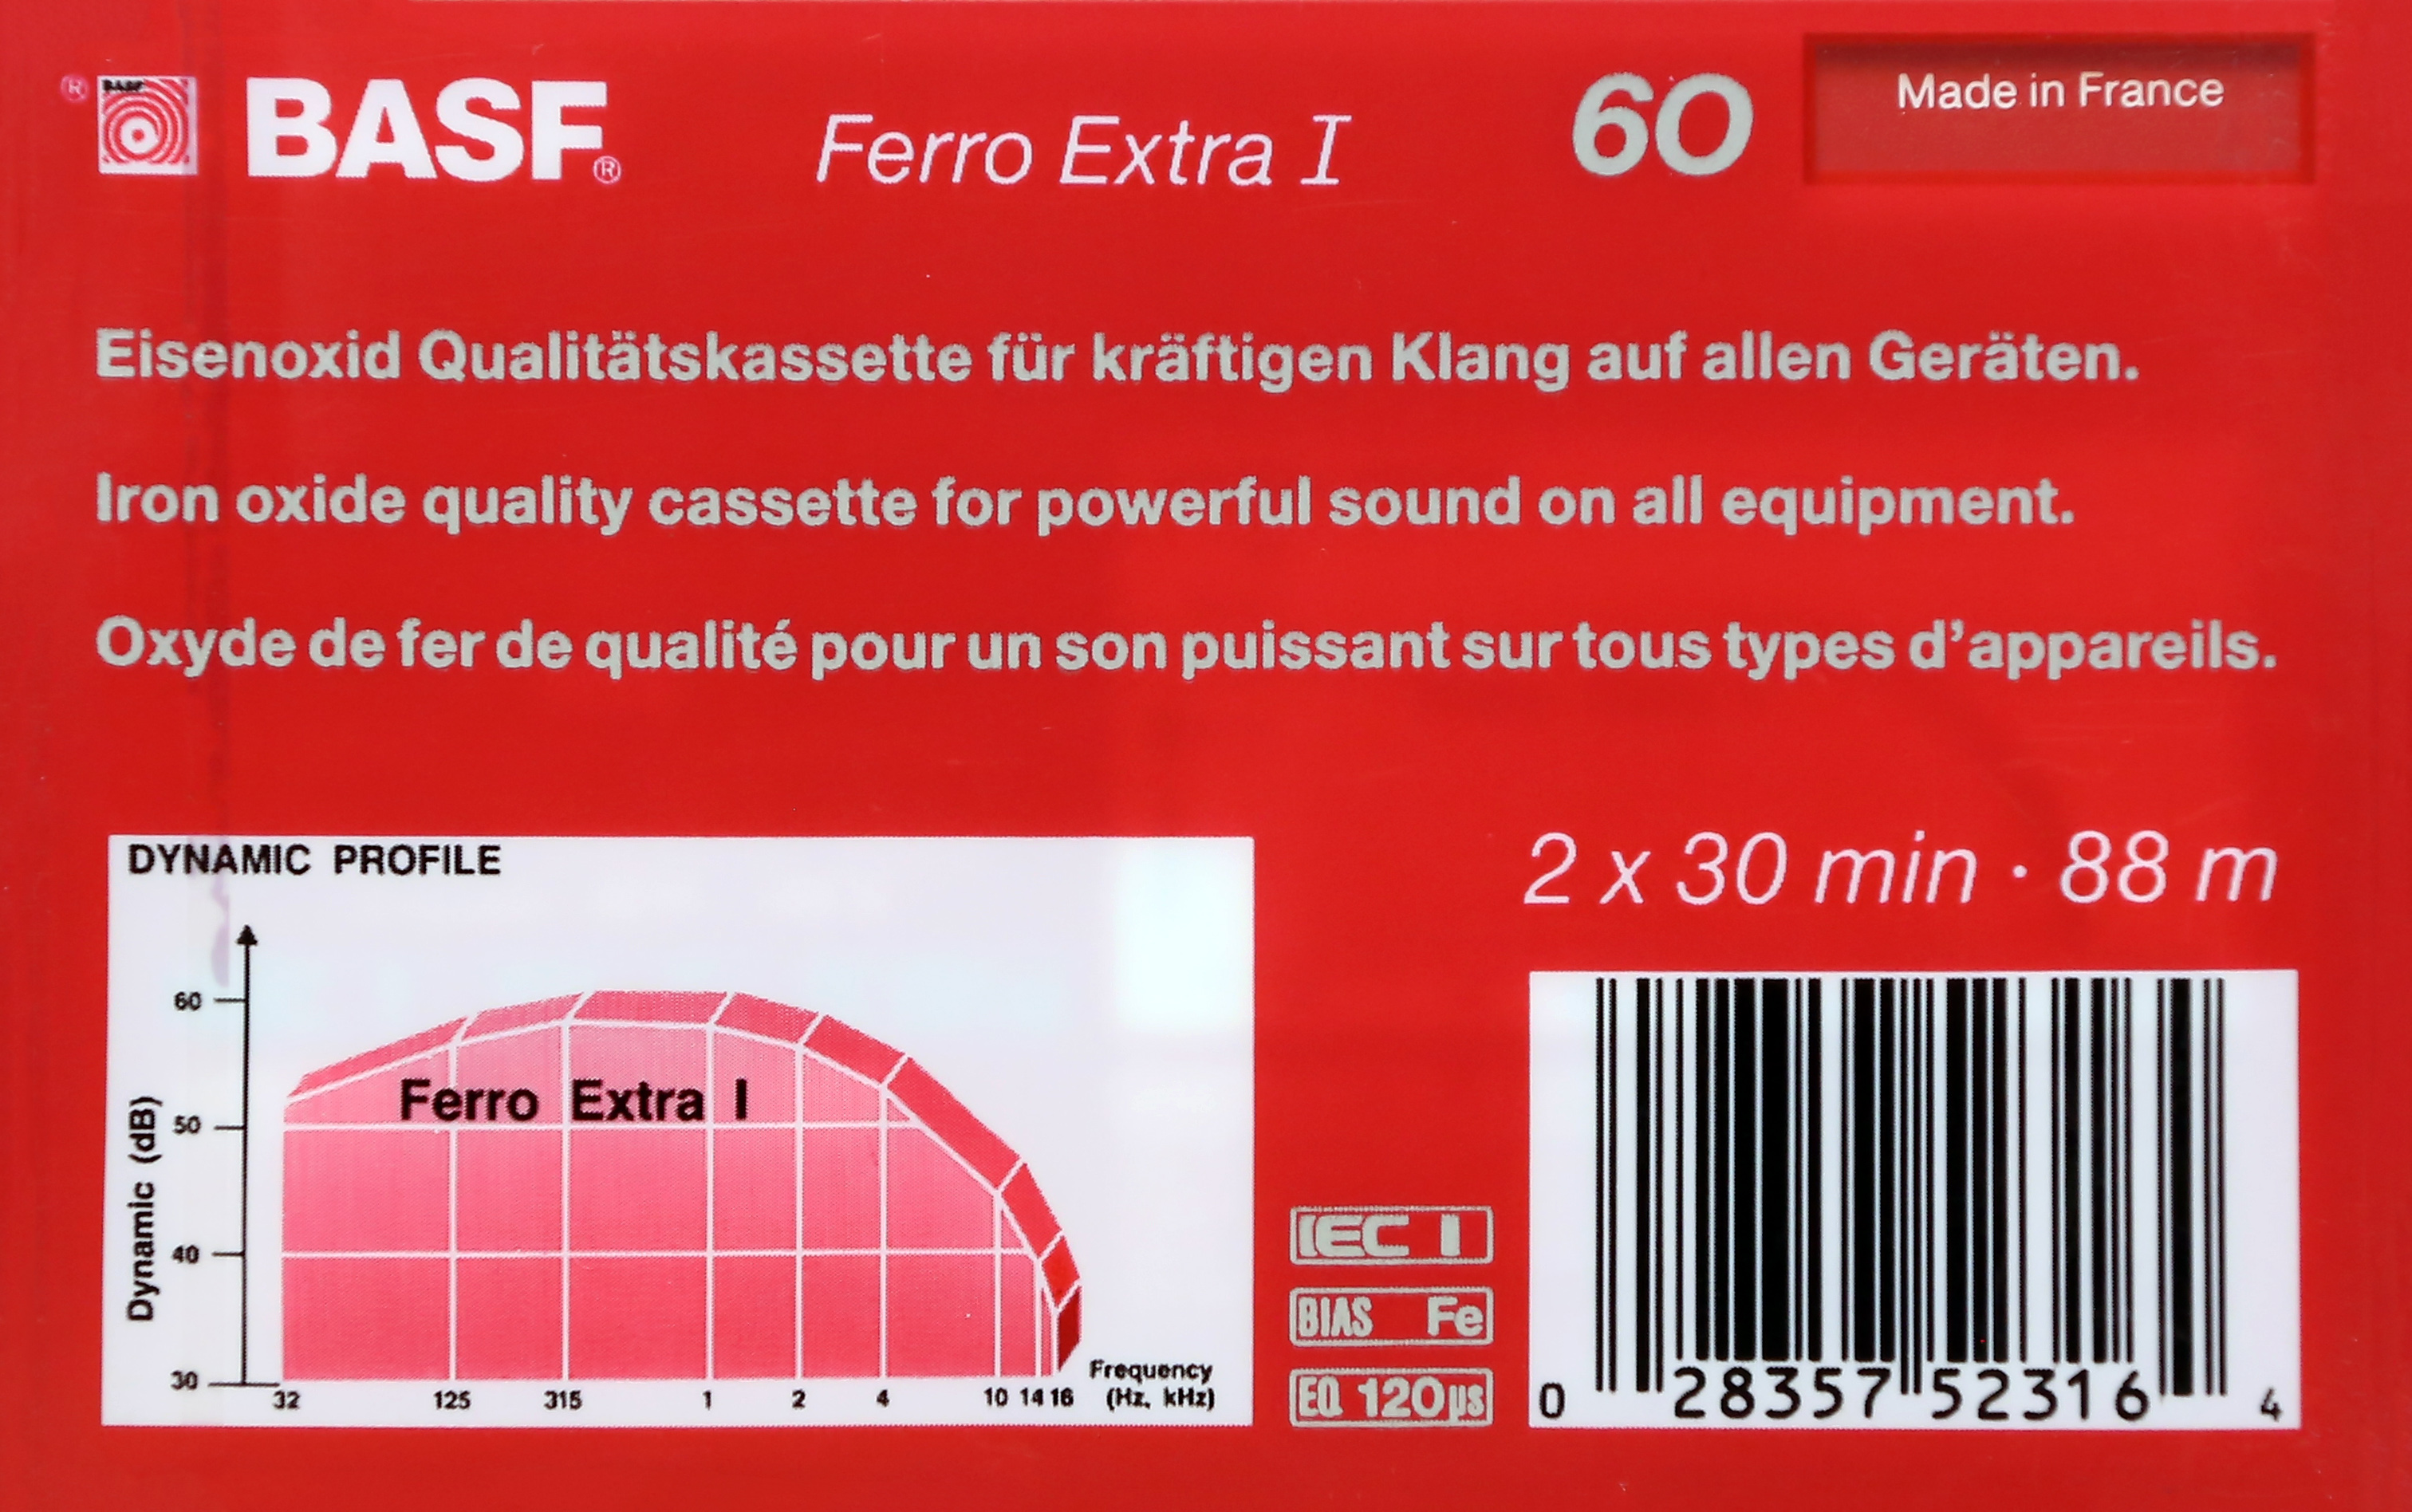 ® BASF BASF® Ferro Extra I 60 Made in France
Eisenoxid Qualitätskassette für kräftigen Klang auf allen Geräten.
Iron oxide quality cassette for powerful sound on all equipment.
Oxyde de fer de qualité pour un son puissant sur tous types d’appareils.
DYNAMIC PROFILE
Dynamic (dB)
60
50
40
30
Ferro Extra I
32 125 315 1 2 4 10 14 16
Frequency
(Hz, kHz)
2 x 30 min · 88 m
IEC I
BIAS Fe
EQ 120µs
0 28357 52316 4